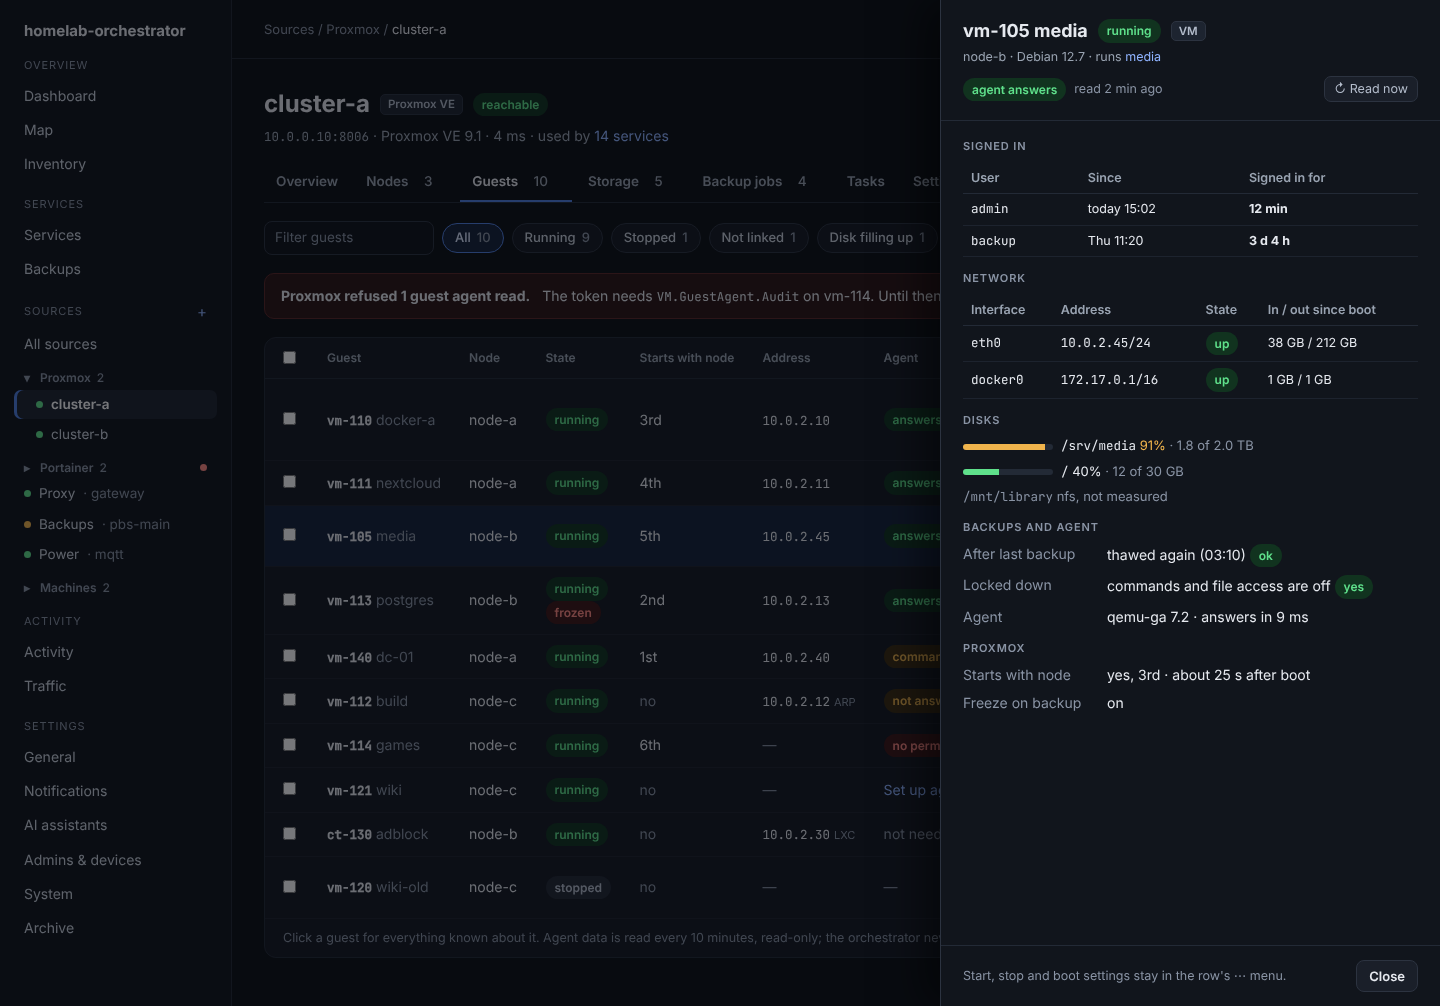 homelab-orchestrator
OVERVIEW
Dashboard
Map
Inventory
SERVICES
Services
Backups
SOURCES +
All sources
▾ Proxmox 2
cluster-a
cluster-b
▸ Portainer 2
Proxy · gateway
Backups · pbs-main
Power · mqtt
▸ Machines 2
ACTIVITY
Activity
Traffic
SETTINGS
General
Notifications
AI assistants
Admins & devices
System
Archive
Sources / Proxmox / cluster-a
cluster-a Proxmox VE reachable
10.0.0.10:8006 · Proxmox VE 9.1 · 4 ms · used by 14 services
Overview Nodes 3 Guests 10 Storage 5 Backup jobs 4 Tasks Sett
Filter guests All 10 Running 9 Stopped 1 Not linked 1 Disk filling up 1
Proxmox refused 1 guest agent read. The token needs VM.GuestAgent.Audit on vm-114. Until then
Guest Node State Starts with node Address Agent
vm-110 docker-a node-a running 3rd 10.0.2.10 answers
vm-111 nextcloud node-a running 4th 10.0.2.11 answers
vm-105 media node-b running 5th 10.0.2.45 answers
vm-113 postgres node-b running frozen 2nd 10.0.2.13 answers
vm-140 dc-01 node-a running 1st 10.0.2.40 comman
vm-112 build node-c running no 10.0.2.12 ARP not answ
vm-114 games node-c running 6th — no perm
vm-121 wiki node-c running no — Set up ag
ct-130 adblock node-b running no 10.0.2.30 LXC not need
vm-120 wiki-old node-c stopped no — —
Click a guest for everything known about it. Agent data is read every 10 minutes, read-only; the orchestrator nev
vm-105 media running VM
node-b · Debian 12.7 · runs media
agent answers read 2 min ago ↻ Read now
SIGNED IN
User Since Signed in for
admin today 15:02 12 min
backup Thu 11:20 3 d 4 h
NETWORK
Interface Address State In / out since boot
eth0 10.0.2.45/24 up 38 GB / 212 GB
docker0 172.17.0.1/16 up 1 GB / 1 GB
DISKS
/srv/media 91% · 1.8 of 2.0 TB
/ 40% · 12 of 30 GB
/mnt/library nfs, not measured
BACKUPS AND AGENT
After last backup thawed again (03:10) ok
Locked down commands and file access are off yes
Agent qemu-ga 7.2 · answers in 9 ms
PROXMOX
Starts with node yes, 3rd · about 25 s after boot
Freeze on backup on
Start, stop and boot settings stay in the row's ··· menu. Close